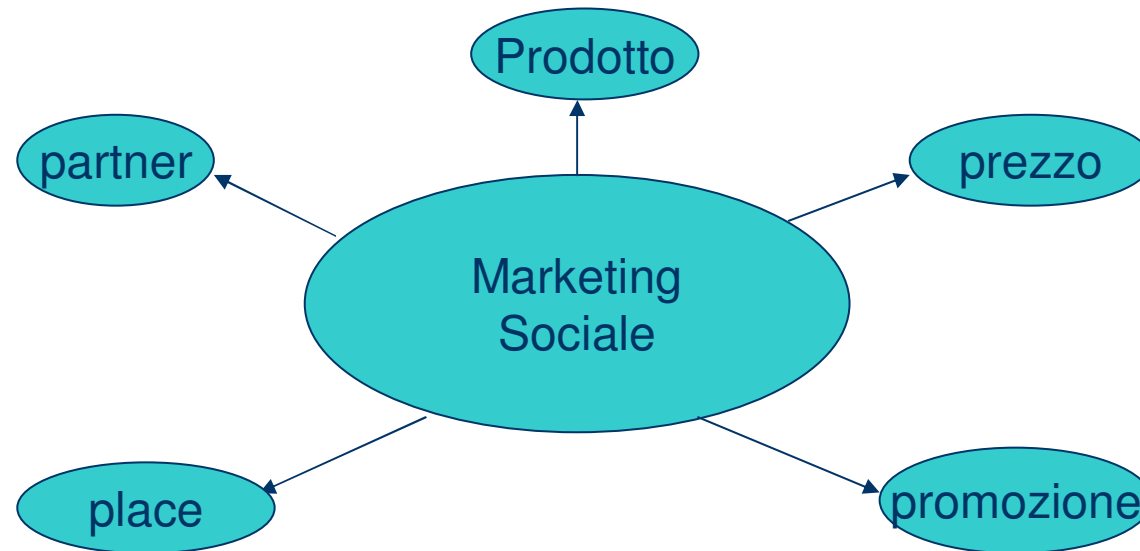 Prodotto
partner
prezzo
Marketing
Sociale
place
promozione